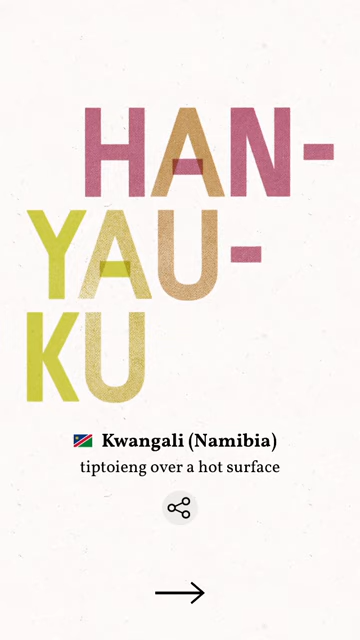 HAN-
YAU-
KU
Kwangali (Namibia)
tiptoieng over a hot surface